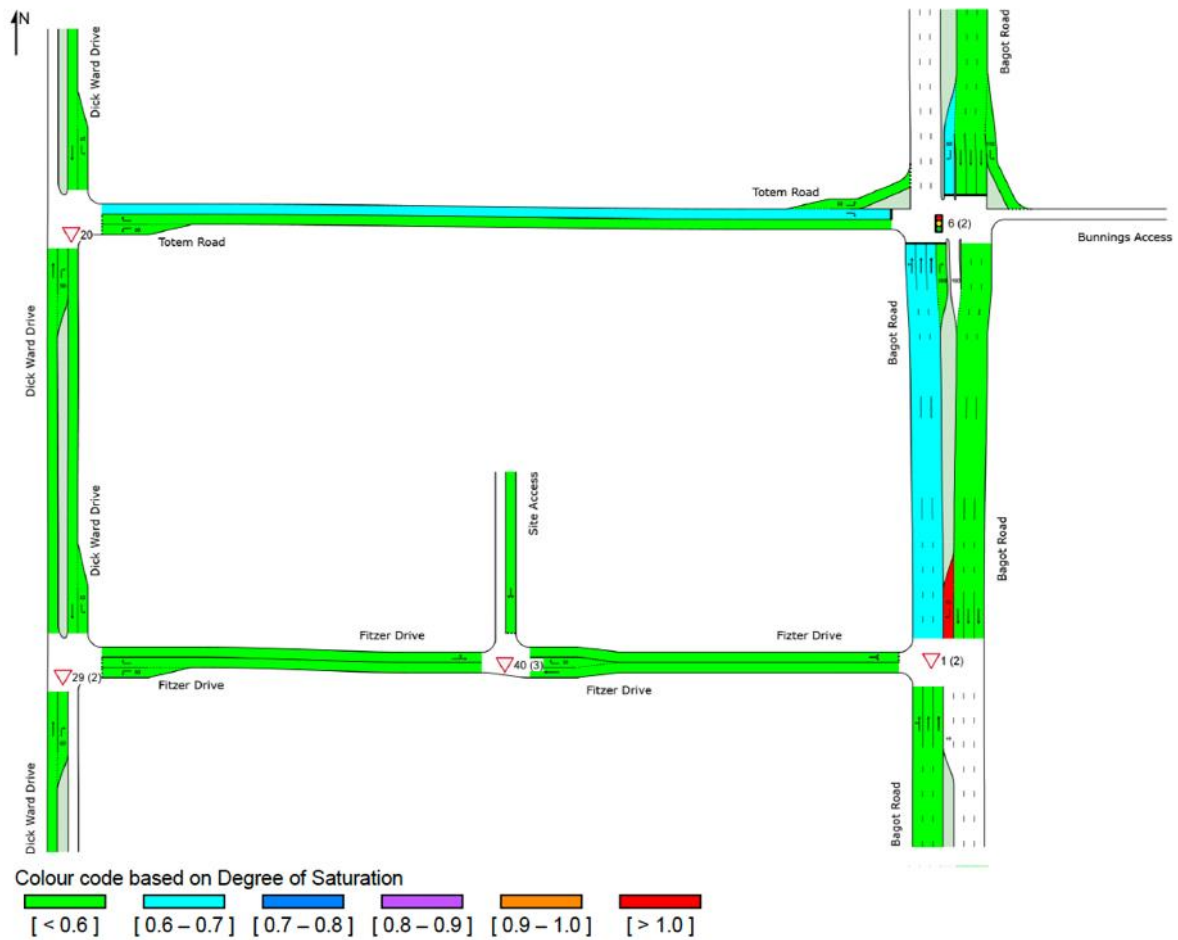 N
Dick Ward Drive
Bagot Road
Bagot Road
Totem Road
6 (2)
Bunnings Access
20
Totem Road
Dick Ward Drive
Bagot Road
Dick Ward Drive
Site Access
Bagot Road
Fitzer Drive
Fizter Drive
29 (2)
40 (3)
1 (2)
Fitzer Drive
Fitzer Drive
Dick Ward Drive
Bagot Road
Colour code based on Degree of Saturation
[ < 0.6 ] [ 0.6 – 0.7 ] [ 0.7 – 0.8 ] [ 0.8 – 0.9 ] [ 0.9 – 1.0 ] [ > 1.0 ]